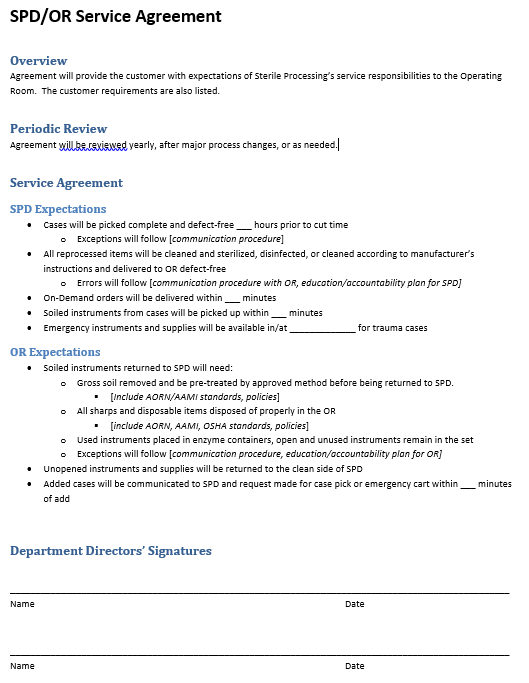 SPD/OR Service Agreement
Overview
Agreement will provide the customer with expectations of Sterile Processing's service responsibilities to the Operating
Room.  The customer requirements are also listed.
Periodic Review
Agreement will be reviewed yearly, after major process changes, or as needed.
Service Agreement
SPD Expectations
• Cases will be picked complete and defect-free ___ hours prior to cut time
o Exceptions will follow [communication procedure]
• All reprocessed items will be cleaned and sterilized, disinfected, or cleaned according to manufacturer's
instructions and delivered to OR defect-free
o Errors will follow [communication procedure with OR, education/accountability plan for SPD]
• On-Demand orders will be delivered within ___ minutes
• Soiled instruments from cases will be picked up within ___ minutes
• Emergency instruments and supplies will be available in/at _____________ for trauma cases
OR Expectations
• Soiled instruments returned to SPD will need:
o Gross soil removed and be pre-treated by approved method before being returned to SPD.
▪ [Include AORN/AAMI standards, policies]
o All sharps and disposable items disposed of properly in the OR
▪ [include AORN, AAMI, OSHA standards, policies]
o Used instruments placed in enzyme containers, open and unused instruments remain in the set
o Exceptions will follow [communication procedure, education/accountability plan for OR]
• Unopened instruments and supplies will be returned to the clean side of SPD
• Added cases will be communicated to SPD and request made for case pick or emergency cart within ___ minutes
of add
Department Directors' Signatures
Name Date
Name Date